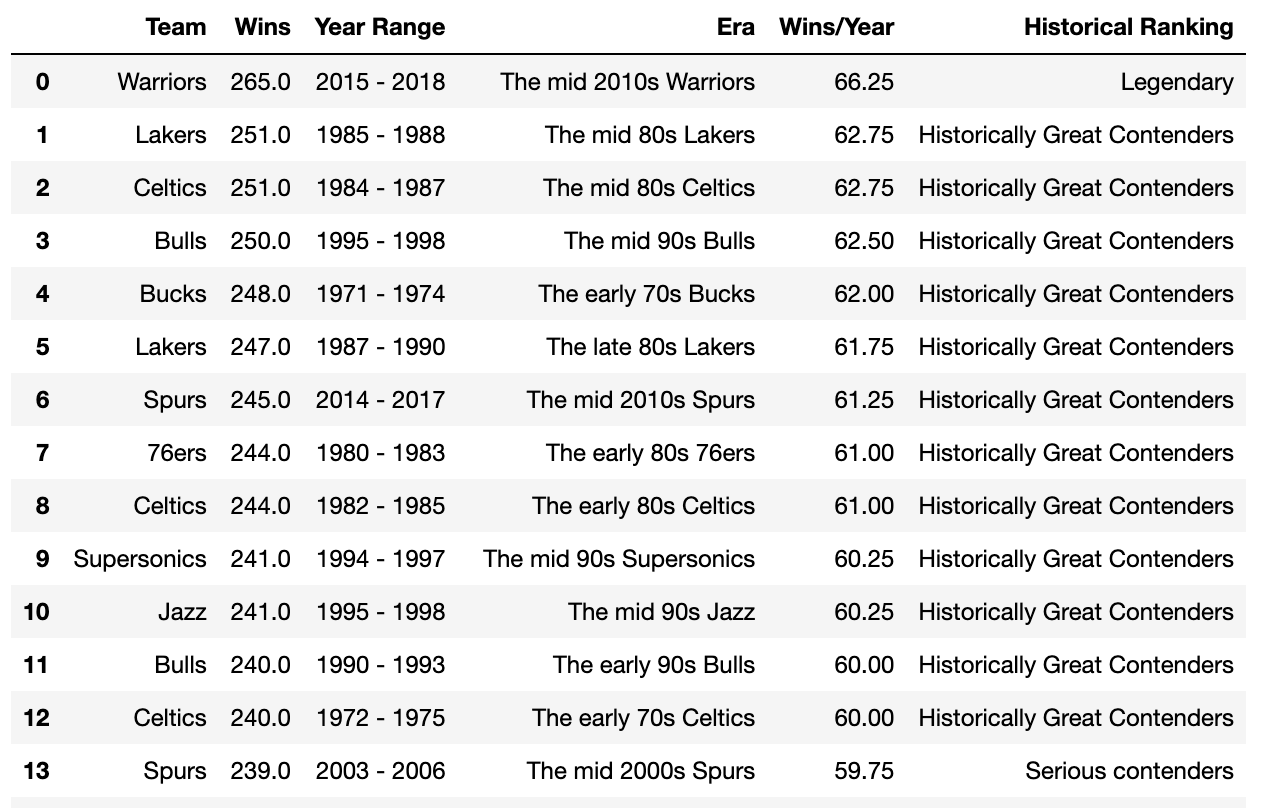 Team Wins Year Range Era Wins/Year Historical Ranking
0 Warriors 265.0 2015 - 2018 The mid 2010s Warriors 66.25 Legendary
1 Lakers 251.0 1985 - 1988 The mid 80s Lakers 62.75 Historically Great Contenders
2 Celtics 251.0 1984 - 1987 The mid 80s Celtics 62.75 Historically Great Contenders
3 Bulls 250.0 1995 - 1998 The mid 90s Bulls 62.50 Historically Great Contenders
4 Bucks 248.0 1971 - 1974 The early 70s Bucks 62.00 Historically Great Contenders
5 Lakers 247.0 1987 - 1990 The late 80s Lakers 61.75 Historically Great Contenders
6 Spurs 245.0 2014 - 2017 The mid 2010s Spurs 61.25 Historically Great Contenders
7 76ers 244.0 1980 - 1983 The early 80s 76ers 61.00 Historically Great Contenders
8 Celtics 244.0 1982 - 1985 The early 80s Celtics 61.00 Historically Great Contenders
9 Supersonics 241.0 1994 - 1997 The mid 90s Supersonics 60.25 Historically Great Contenders
10 Jazz 241.0 1995 - 1998 The mid 90s Jazz 60.25 Historically Great Contenders
11 Bulls 240.0 1990 - 1993 The early 90s Bulls 60.00 Historically Great Contenders
12 Celtics 240.0 1972 - 1975 The early 70s Celtics 60.00 Historically Great Contenders
13 Spurs 239.0 2003 - 2006 The mid 2000s Spurs 59.75 Serious contenders